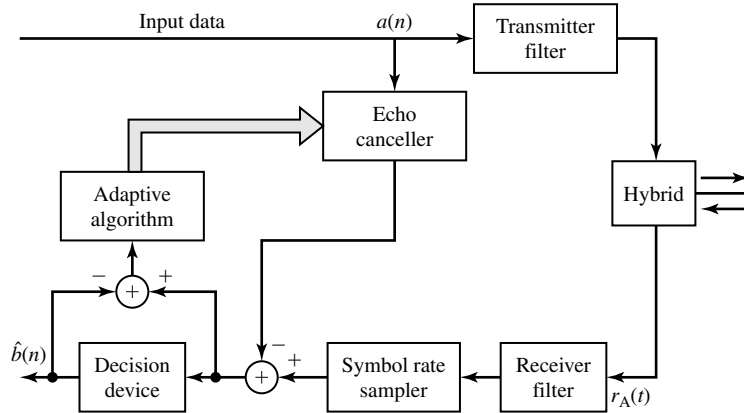 Input data
a(n)
Transmitter
filter
Echo
canceller
Adaptive
algorithm
Hybrid
− + +
b̂(n)
Decision
device
− + +
Symbol rate
sampler
Receiver
filter
r_A(t)